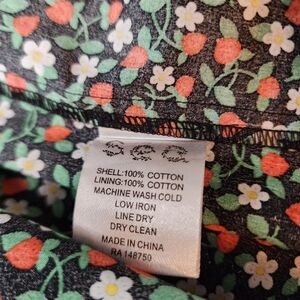 SHELL:100% COTTON
LINING:100% COTTON
MACHINE WASH COLD
LOW IRON
LINE DRY
DRY CLEAN
MADE IN CHINA
RA 148750